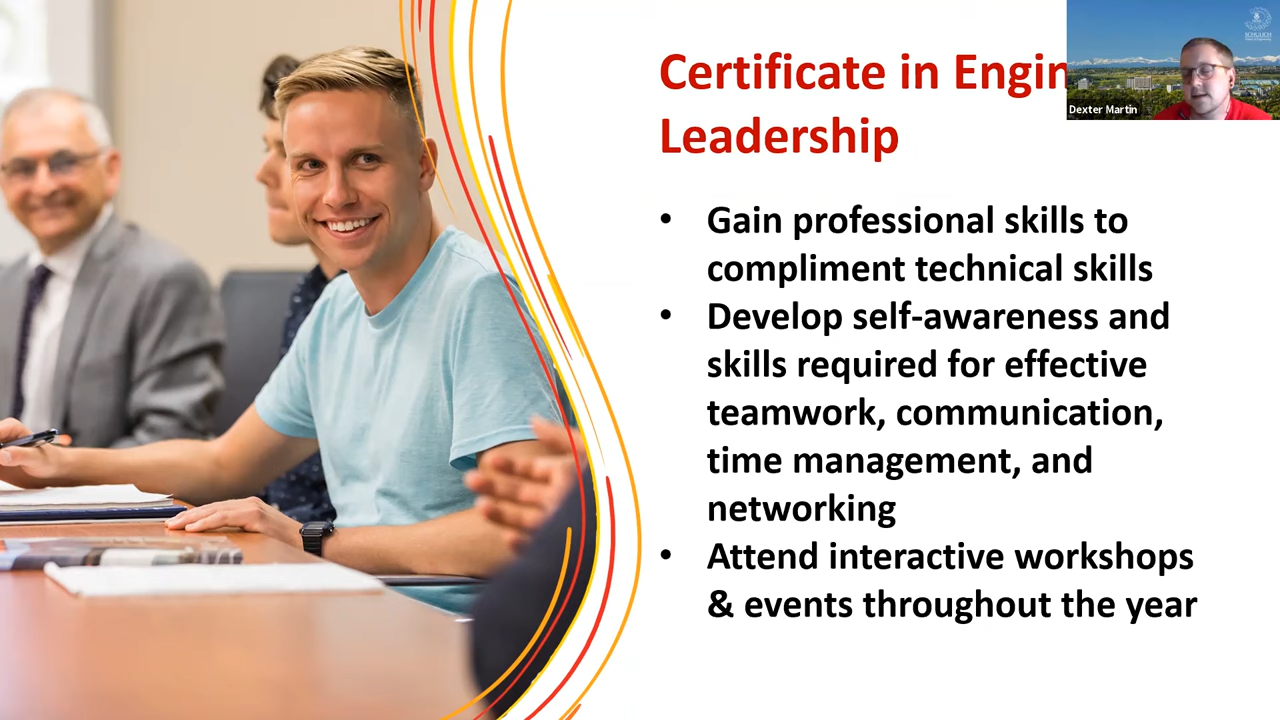 Certificate in Engin
Leadership
SCHULICH
Dexter Martin
• Gain professional skills to
compliment technical skills
• Develop self-awareness and
skills required for effective
teamwork, communication,
time management, and
networking
• Attend interactive workshops
& events throughout the year